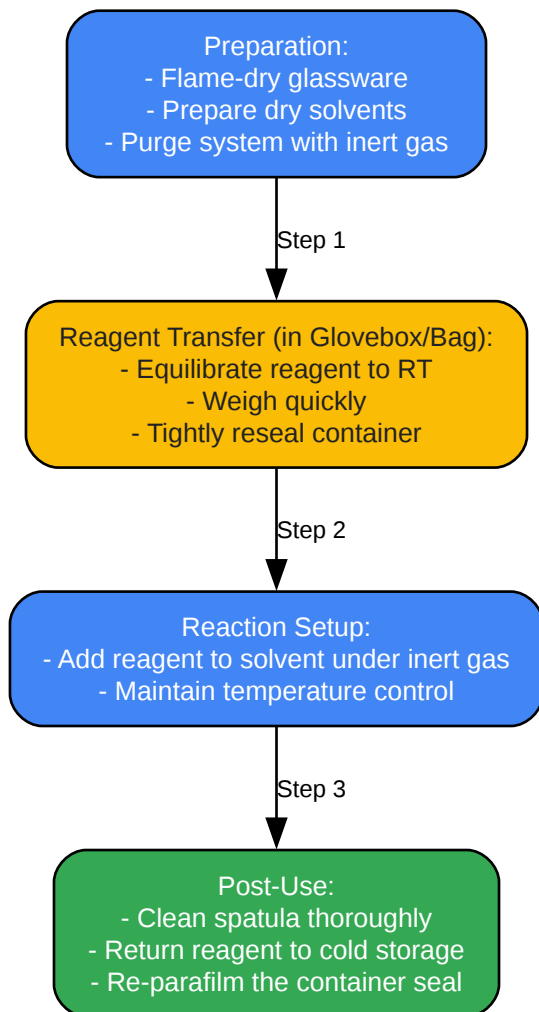 Preparation:
- Flame-dry glassware
- Prepare dry solvents
- Purge system with inert gas
Step 1
Reagent Transfer (in Glovebox/Bag):
- Equilibrate reagent to RT
- Weigh quickly
- Tightly reseal container
Step 2
Reaction Setup:
- Add reagent to solvent under inert gas
- Maintain temperature control
Step 3
Post-Use:
- Clean spatula thoroughly
- Return reagent to cold storage
- Re-parafilm the container seal